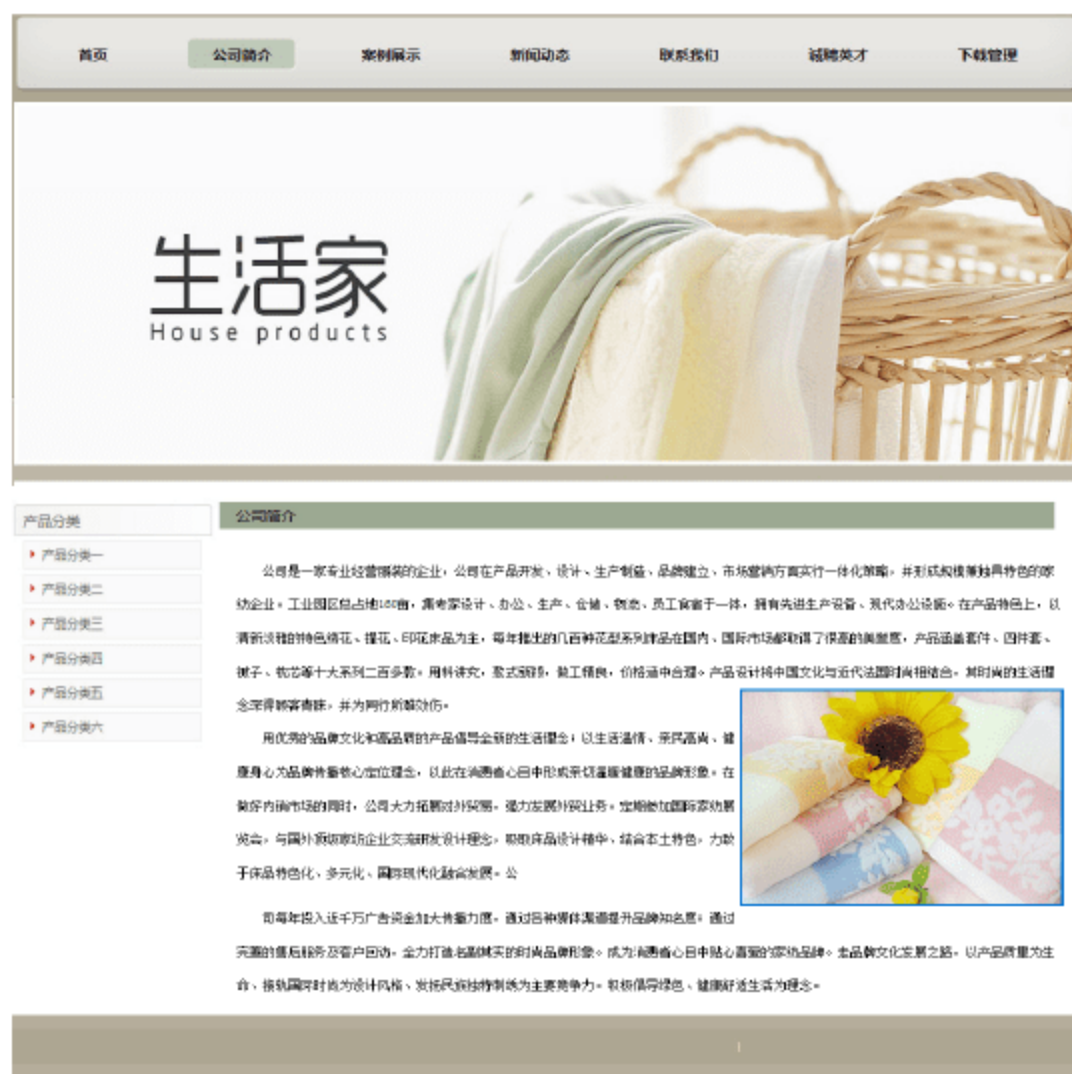 首页 公司简介 案例展示 新闻动态 联系我们 诚聘英才 下载管理
生活家
House products
产品分类
产品分类一
产品分类二
产品分类三
产品分类四
产品分类五
产品分类六
公司简介
公司是一家专业经营服装的企业，公司在产品开发、设计、生产制造、品牌建立、市场营销方面实行一体化策略，并形成规模兼独具特色的家
纺企业。工业园区总占地188亩，集专家设计、办公、生产、仓储、物流、员工食宿于一体，拥有先进生产设备、现代办公设施。在产品特色上，以
清新淡雅的特色绣花、提花、印花床品为主，每年推出的几百种花型系列床品在国内、国际市场都取得了很高的美誉度，产品涵盖套件、四件套、
被子、枕芯等十大系列二百多款。用料讲究，款式新颖，做工精良，价格适中合理。产品设计将中国文化与近代法国时尚相结合。其时尚的生活理
念深得顾客青睐，并为同行所难效仿。
用优秀的品牌文化和高品质的产品倡导全新的生活理念；以生活温情、亲民高尚、健
康身心为品牌传播核心定位理念，以此在消费者心目中形成亲切温暖健康的品牌形象。在
做好内销市场的同时，公司大力拓展对外贸易，强力发展外贸业务。定期参加国际家纺展
览会，与国外顶级家纺企业交流研发设计理念，吸取床品设计精华，结合本土特色，力致
于床品特色化、多元化、国际现代化融合发展。公
司每年投入近千万广告资金加大传播力度，通过各种媒体渠道提升品牌知名度。通过
完善的售后服务及客户回访，全力打造名副其实的时尚品牌形象。成为消费者心目中贴心喜爱的家纺品牌。走品牌文化发展之路，以产品质量为生
命、接轨国际时尚为设计风格、发扬民族独特刺绣为主要竞争力。积极倡导绿色、健康舒适生活为理念。